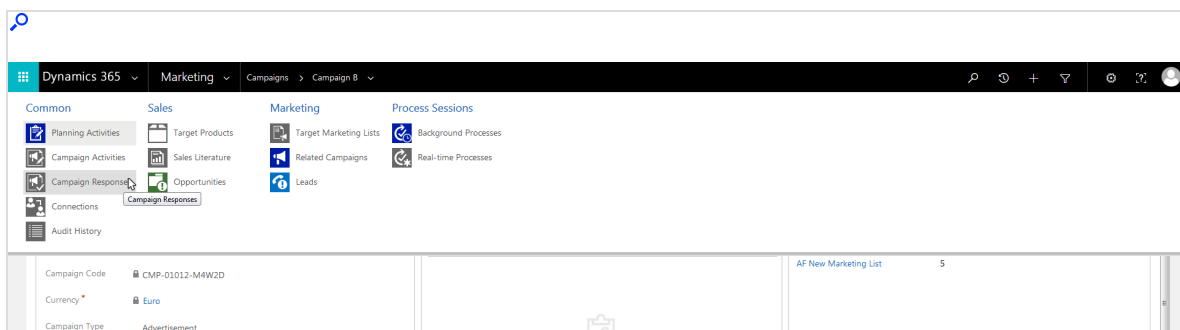 Dynamics 365 Marketing Campaigns > Campaign B
Common Sales Marketing Process Sessions
Planning Activities Target Products Target Marketing Lists Background Processes
Campaign Activities Sales Literature Related Campaigns Real-time Processes
Campaign Responses Opportunities Leads
Campaign Responses
Connections
Audit History
Campaign Code CMP-01012-M4W2D AF New Marketing List 5
Currency * Euro
Campaign Type Advertisement